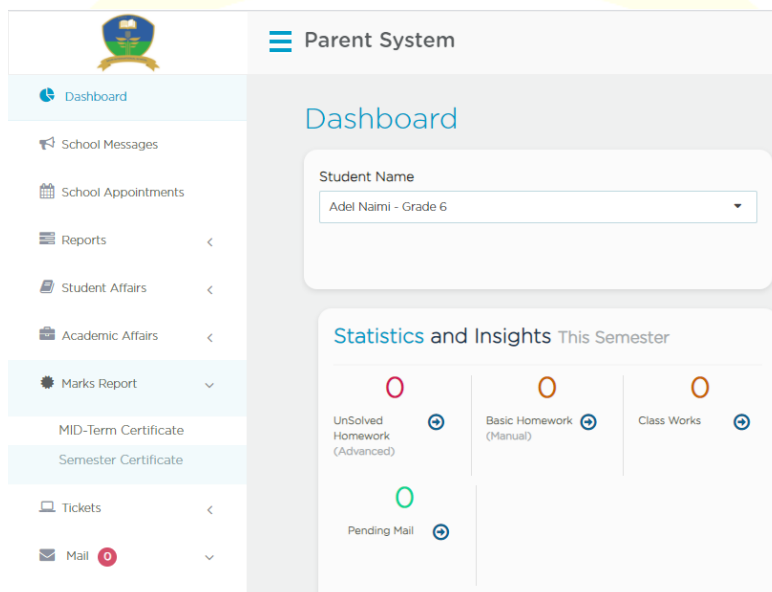 Parent System
Dashboard
School Messages
School Appointments
Reports
Student Affairs
Academic Affairs
Marks Report
MID-Term Certificate
Semester Certificate
Tickets
Mail 0
Dashboard
Student Name
Adel Naimi - Grade 6
Statistics and Insights This Semester
0
UnSolved
Homework
(Advanced)
0
Basic Homework
(Manual)
0
Class Works
0
Pending Mail